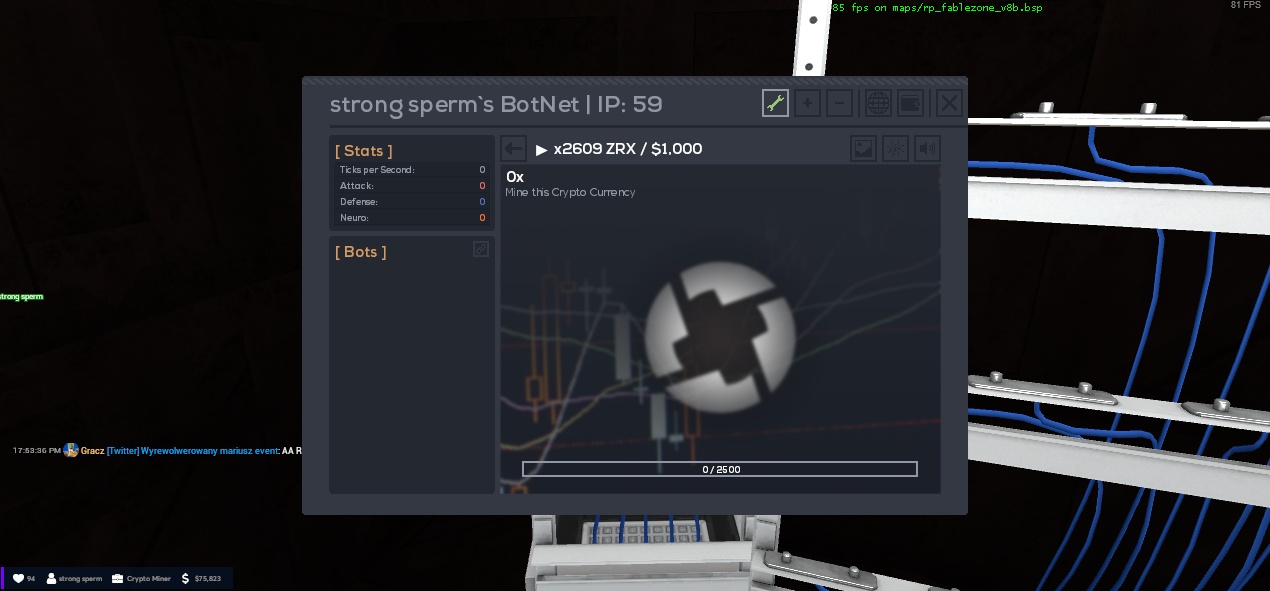 85 fps on maps/rp_fablezone_v8b.bsp
81 FPS
strong sperm`s BotNet | IP: 59
[ Stats ]
Ticks per Second: 0
Attack: 0
Defense: 0
Neuro: 0
[ Bots ]
▶ x2609 ZRX / $1,000
0x
Mine this Crypto Currency
0 / 2500
strong sperm
17:53:36 PM Gracz [Twitter] Wyrewolwerowany mariusz event: AA R
94 strong sperm Crypto Miner $ $75,823